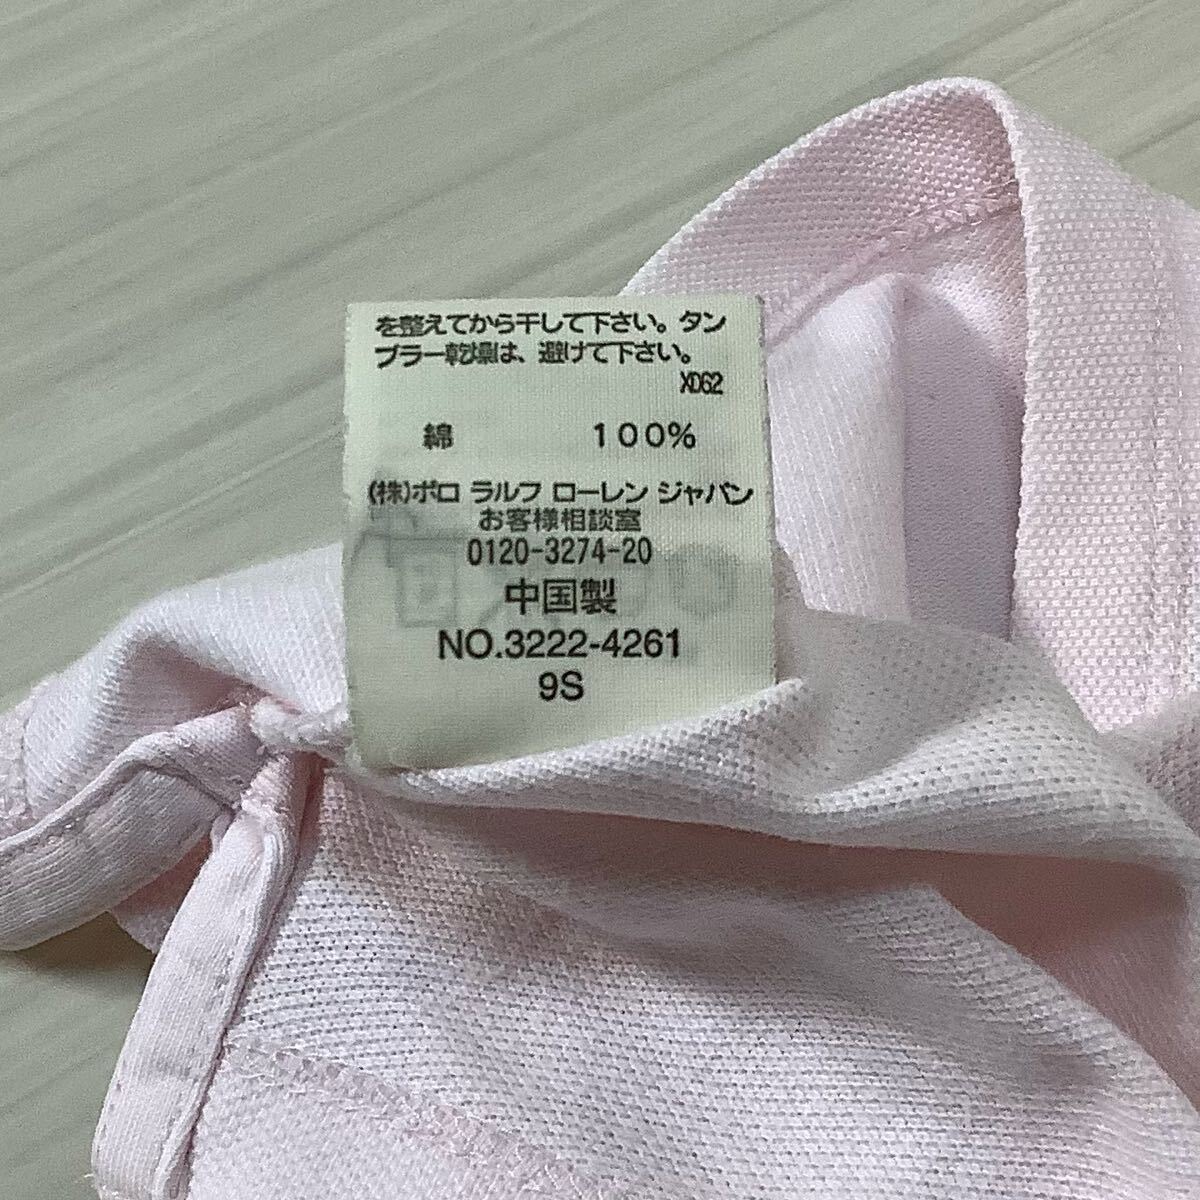 を整えてから干して下さい。タン
ブラー乾燥は、避けて下さい。
XD62
綿 100%
(株)ポロ ラルフ ローレン ジャパン
お客様相談室
0120-3274-20
中国製
NO.3222-4261
9S